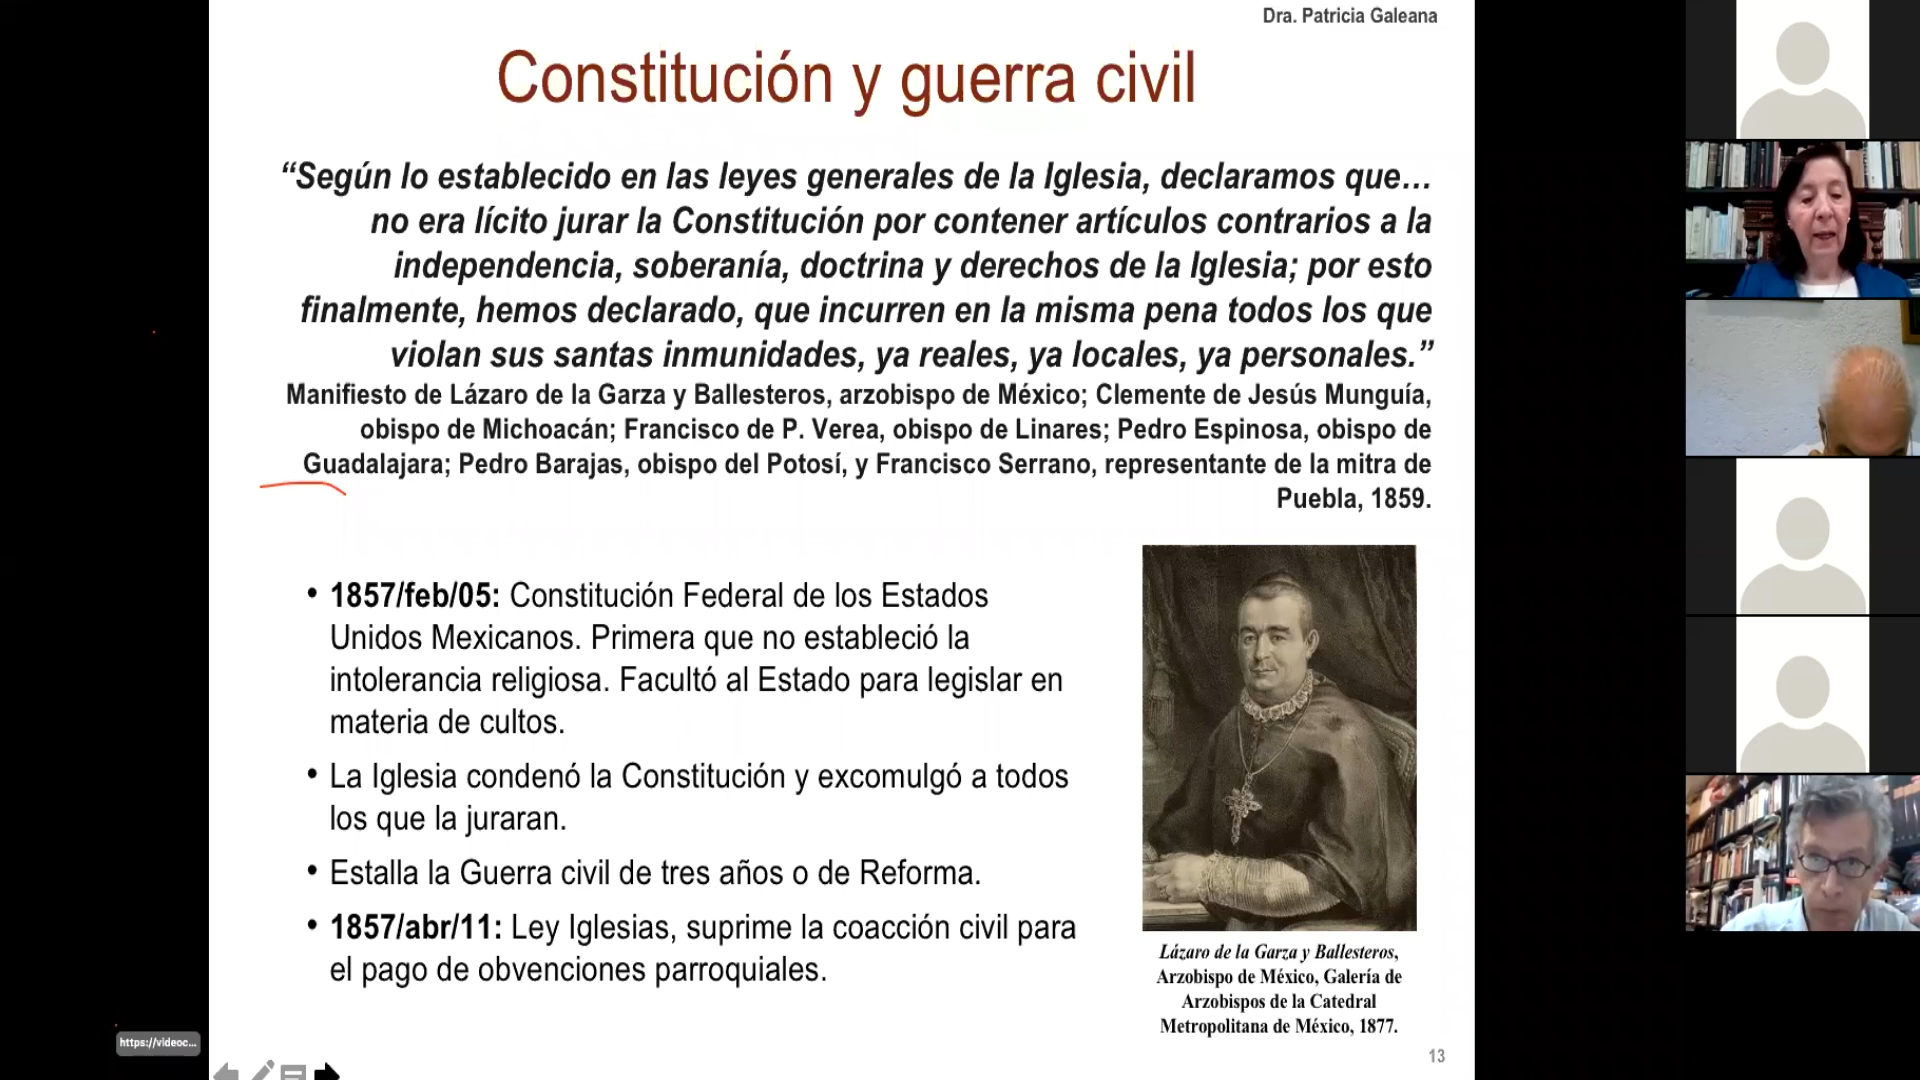 Dra. Patricia Galeana
Constitución y guerra civil
“Según lo establecido en las leyes generales de la Iglesia, declaramos que…
no era lícito jurar la Constitución por contener artículos contrarios a la
independencia, soberanía, doctrina y derechos de la Iglesia; por esto
finalmente, hemos declarado, que incurren en la misma pena todos los que
violan sus santas inmunidades, ya reales, ya locales, ya personales.”
Manifiesto de Lázaro de la Garza y Ballesteros, arzobispo de México; Clemente de Jesús Munguía,
obispo de Michoacán; Francisco de P. Verea, obispo de Linares; Pedro Espinosa, obispo de
Guadalajara; Pedro Barajas, obispo del Potosí, y Francisco Serrano, representante de la mitra de
Puebla, 1859.
• 1857/feb/05: Constitución Federal de los Estados
Unidos Mexicanos. Primera que no estableció la
intolerancia religiosa. Facultó al Estado para legislar en
materia de cultos.
• La Iglesia condenó la Constitución y excomulgó a todos
los que la juraran.
• Estalla la Guerra civil de tres años o de Reforma.
• 1857/abr/11: Ley Iglesias, suprime la coacción civil para
el pago de obvenciones parroquiales.
Lázaro de la Garza y Ballesteros,
Arzobispo de México, Galería de
Arzobispos de la Catedral
Metropolitana de México, 1877.
https://videoc...
13